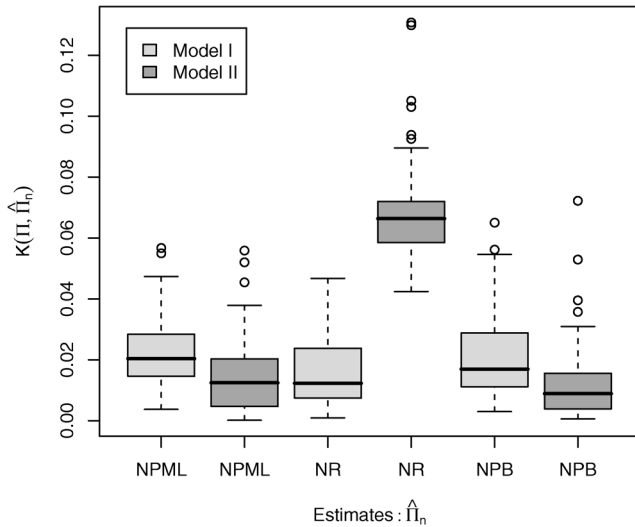 Model I
Model II
0.12
0.10
0.08
0.06
0.04
0.02
0.00
K(Π, Π̂n)
NPML NPML NR NR NPB NPB
Estimates : Π̂n